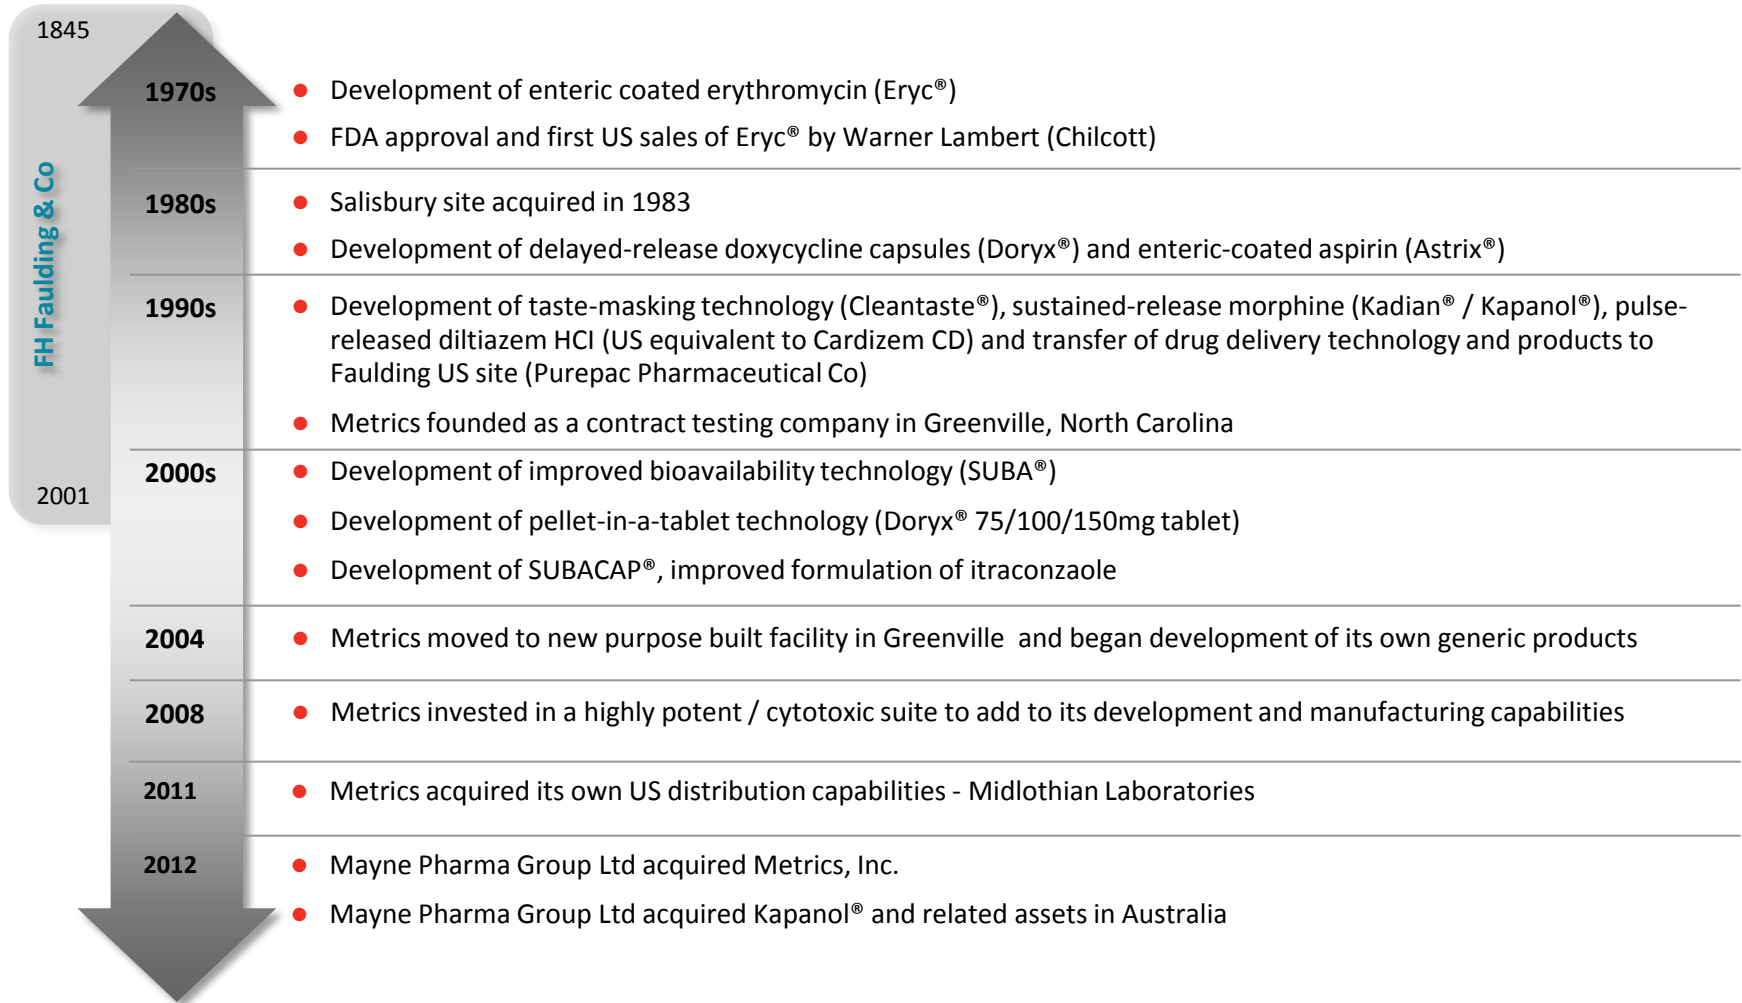 1845
FH Faulding & Co
2001
1970s
● Development of enteric coated erythromycin (Eryc®)
● FDA approval and first US sales of Eryc® by Warner Lambert (Chilcott)
1980s
● Salisbury site acquired in 1983
● Development of delayed-release doxycycline capsules (Doryx®) and enteric-coated aspirin (Astrix®)
1990s
● Development of taste-masking technology (Cleantaste®), sustained-release morphine (Kadian® / Kapanol®), pulse-
released diltiazem HCI (US equivalent to Cardizem CD) and transfer of drug delivery technology and products to
Faulding US site (Purepac Pharmaceutical Co)
● Metrics founded as a contract testing company in Greenville, North Carolina
2000s
● Development of improved bioavailability technology (SUBA®)
● Development of pellet-in-a-tablet technology (Doryx® 75/100/150mg tablet)
● Development of SUBACAP®, improved formulation of itraconzaole
2004
● Metrics moved to new purpose built facility in Greenville  and began development of its own generic products
2008
● Metrics invested in a highly potent / cytotoxic suite to add to its development and manufacturing capabilities
2011
● Metrics acquired its own US distribution capabilities - Midlothian Laboratories
2012
● Mayne Pharma Group Ltd acquired Metrics, Inc.
● Mayne Pharma Group Ltd acquired Kapanol® and related assets in Australia